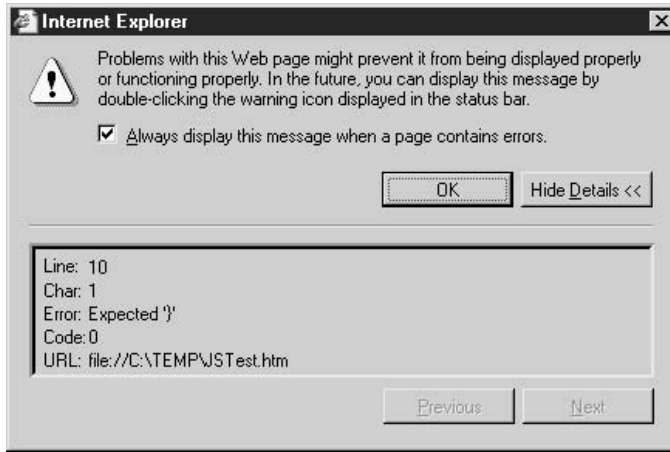 Internet Explorer
Problems with this Web page might prevent it from being displayed properly
or functioning properly. In the future, you can display this message by
double-clicking the warning icon displayed in the status bar.
Always display this message when a page contains errors.
OK
Hide Details <<
Line: 10
Char: 1
Error: Expected '}'
Code: 0
URL: file://C:\TEMP\JSTest.htm
Previous
Next